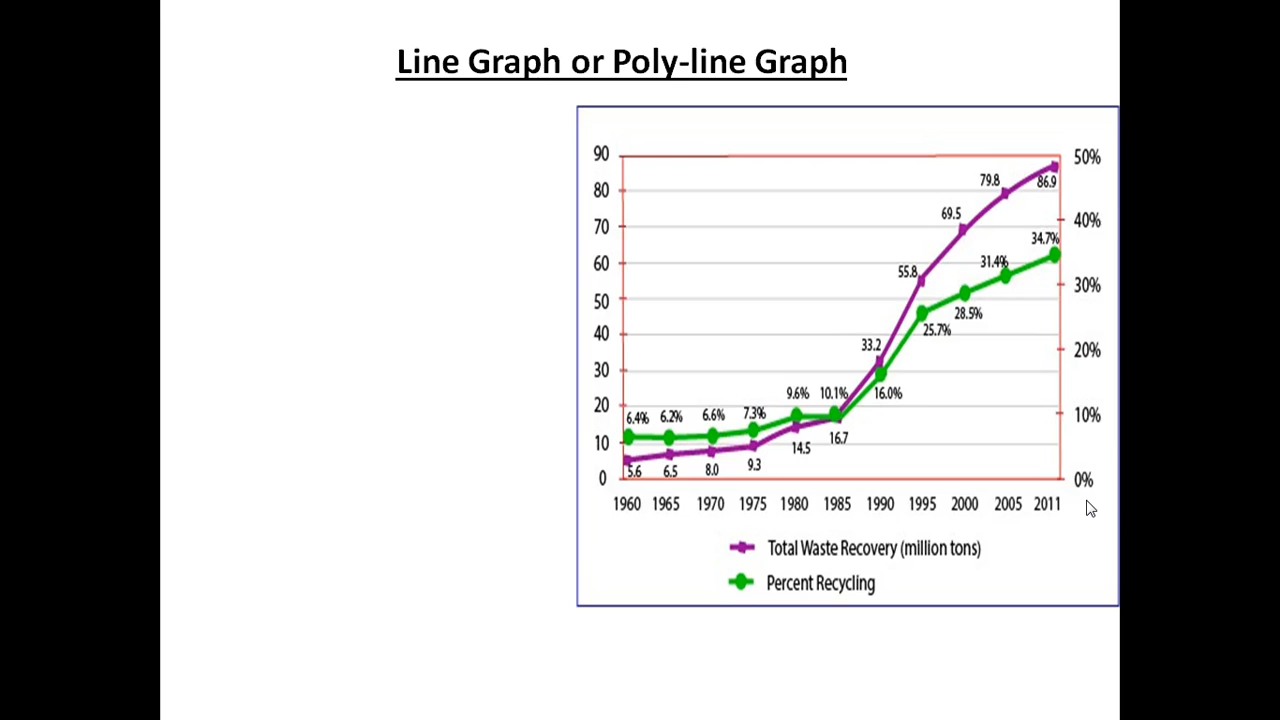 Line Graph or Poly-line Graph
90 50%
80 79.8 86.9
70 69.5 40%
60 55.8 34.7%
50 31.4% 30%
40 28.5%
30 33.2 25.7% 20%
20 9.6% 10.1% 16.0%
6.4% 6.2% 6.6% 7.3% 10%
10 14.5 16.7
5.6 6.5 8.0 9.3
0 0%
1960 1965 1970 1975 1980 1985 1990 1995 2000 2005 2011
Total Waste Recovery (million tons)
Percent Recycling